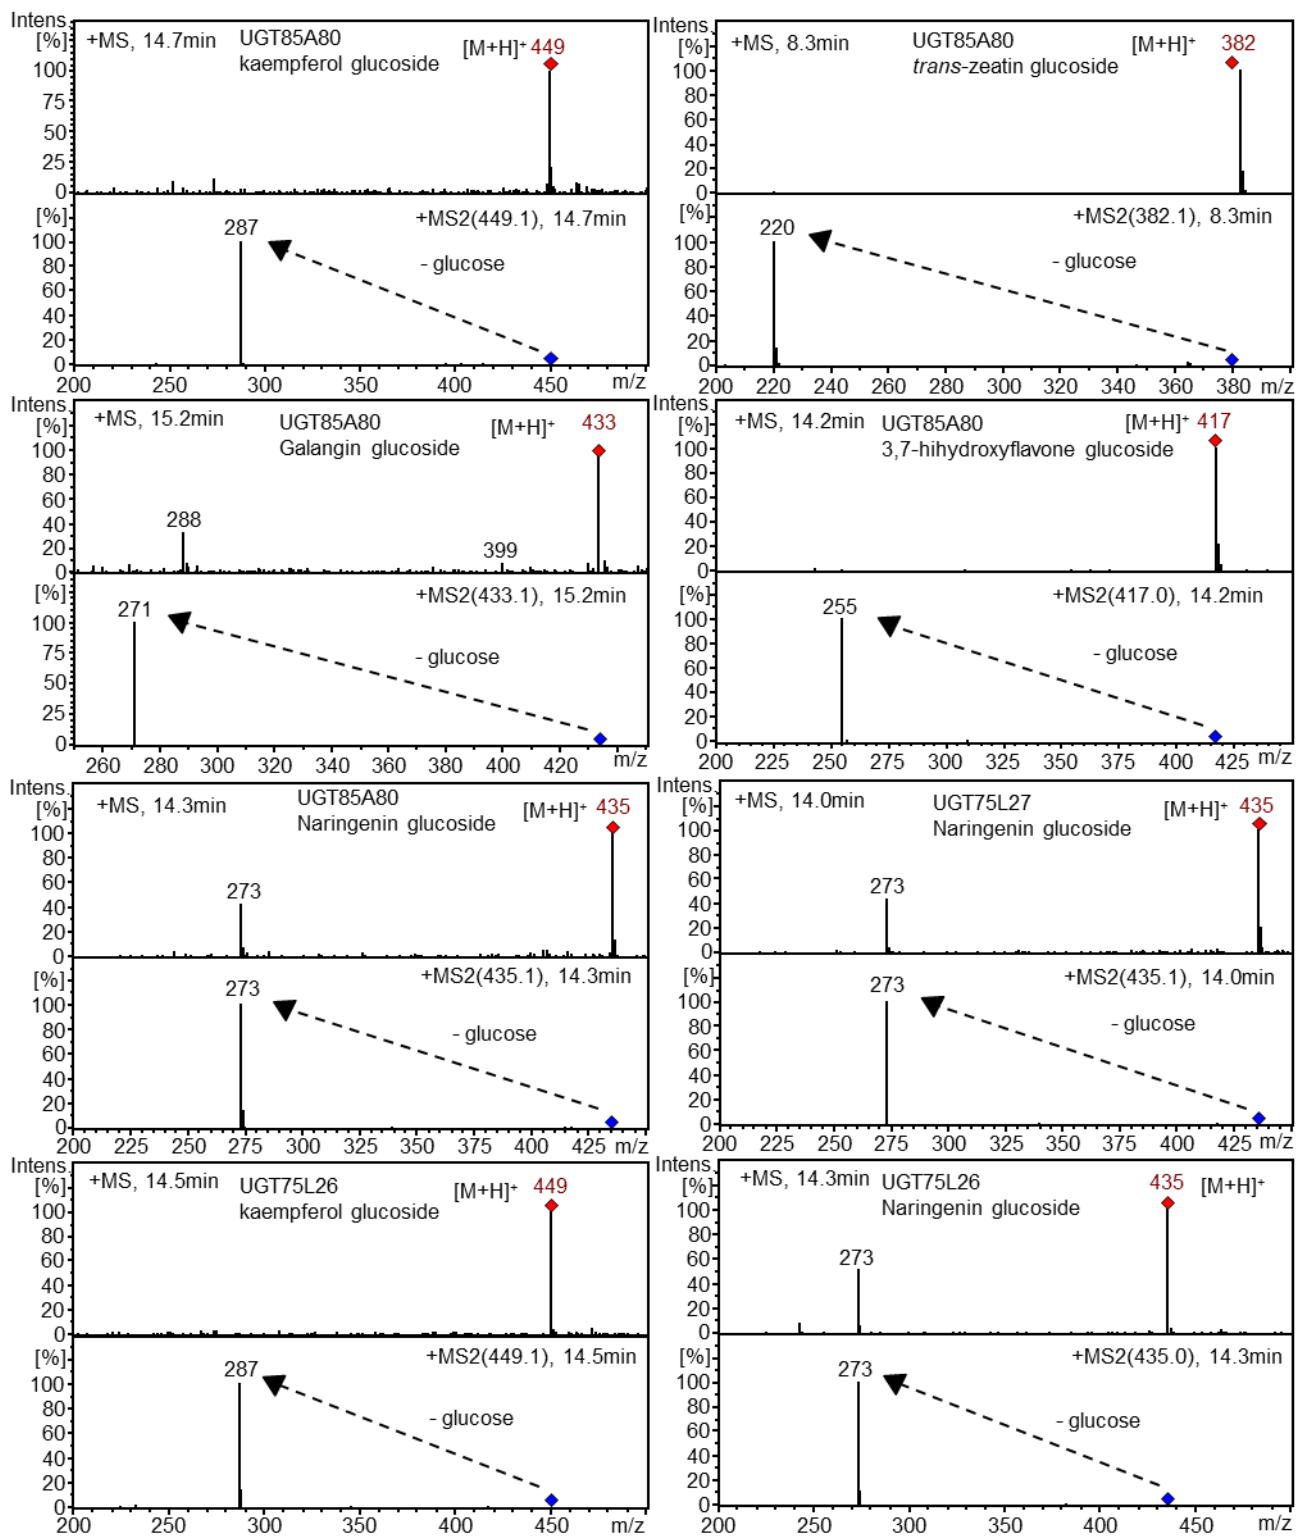 Intens.
[%]
+MS, 14.7min
UGT85A80
kaempferol glucoside
[M+H]+ 449
100
75
50
25
0
[%]
+MS2(449.1), 14.7min
287
- glucose
100
80
60
40
20
0
200 250 300 350 400 450 m/z
Intens.
[%]
+MS, 8.3min
UGT85A80
trans-zeatin glucoside
[M+H]+ 382
100
80
60
40
20
0
[%]
+MS2(382.1), 8.3min
220
- glucose
100
80
60
40
20
0
200 220 240 260 280 300 320 340 360 380 m/z
Intens.
[%]
+MS, 15.2min
UGT85A80
Galangin glucoside
[M+H]+ 433
288
399
100
80
60
40
20
0
[%]
+MS2(433.1), 15.2min
271
- glucose
100
75
50
25
0
260 280 300 320 340 360 380 400 420 m/z
Intens.
[%]
+MS, 14.2min
UGT85A80
3,7-hihydroxyflavone glucoside
[M+H]+ 417
100
80
60
40
20
0
[%]
+MS2(417.0), 14.2min
255
- glucose
100
80
60
40
20
0
200 225 250 275 300 325 350 375 400 425 m/z
Intens.
[%]
+MS, 14.3min
UGT85A80
Naringenin glucoside
[M+H]+ 435
273
100
80
60
40
20
0
[%]
+MS2(435.1), 14.3min
273
- glucose
100
80
60
40
20
0
200 225 250 275 300 325 350 375 400 425 m/z
Intens.
[%]
+MS, 14.0min
UGT75L27
Naringenin glucoside
[M+H]+ 435
273
100
80
60
40
20
0
[%]
+MS2(435.1), 14.0min
273
- glucose
100
80
60
40
20
0
200 225 250 275 300 325 350 375 400 425 m/z
Intens.
[%]
+MS, 14.5min
UGT75L26
kaempferol glucoside
[M+H]+ 449
100
80
60
40
20
0
[%]
+MS2(449.1), 14.5min
287
- glucose
100
80
60
40
20
0
200 250 300 350 400 450 m/z
Intens.
[%]
+MS, 14.3min
UGT75L26
Naringenin glucoside
435 [M+H]+
273
100
80
60
40
20
0
[%]
+MS2(435.0), 14.3min
273
- glucose
100
80
60
40
20
0
200 250 300 350 400 450 m/z